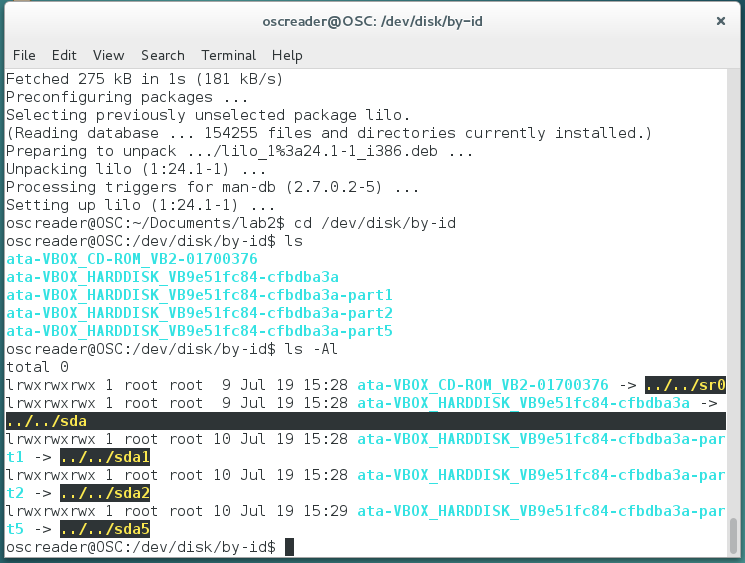 oscreader@OSC: /dev/disk/by-id
×
File Edit View Search Terminal Help
Fetched 275 kB in 1s (181 kB/s)
Preconfiguring packages ...
Selecting previously unselected package lilo.
(Reading database ... 154255 files and directories currently installed.)
Preparing to unpack .../lilo_1%3a24.1-1_i386.deb ...
Unpacking lilo (1:24.1-1) ...
Processing triggers for man-db (2.7.0.2-5) ...
Setting up lilo (1:24.1-1) ...
oscreader@OSC:~/Documents/lab2$ cd /dev/disk/by-id
oscreader@OSC:/dev/disk/by-id$ ls
ata-VBOX_CD-ROM_VB2-01700376
ata-VBOX_HARDDISK_VB9e51fc84-cfbdba3a
ata-VBOX_HARDDISK_VB9e51fc84-cfbdba3a-part1
ata-VBOX_HARDDISK_VB9e51fc84-cfbdba3a-part2
ata-VBOX_HARDDISK_VB9e51fc84-cfbdba3a-part5
oscreader@OSC:/dev/disk/by-id$ ls -Al
total 0
lrwxrwxrwx 1 root root  9 Jul 19 15:28 ata-VBOX_CD-ROM_VB2-01700376 -> ../../sr0
lrwxrwxrwx 1 root root  9 Jul 19 15:28 ata-VBOX_HARDDISK_VB9e51fc84-cfbdba3a ->
../../sda
lrwxrwxrwx 1 root root 10 Jul 19 15:28 ata-VBOX_HARDDISK_VB9e51fc84-cfbdba3a-par
t1 -> ../../sda1
lrwxrwxrwx 1 root root 10 Jul 19 15:28 ata-VBOX_HARDDISK_VB9e51fc84-cfbdba3a-par
t2 -> ../../sda2
lrwxrwxrwx 1 root root 10 Jul 19 15:29 ata-VBOX_HARDDISK_VB9e51fc84-cfbdba3a-par
t5 -> ../../sda5
oscreader@OSC:/dev/disk/by-id$